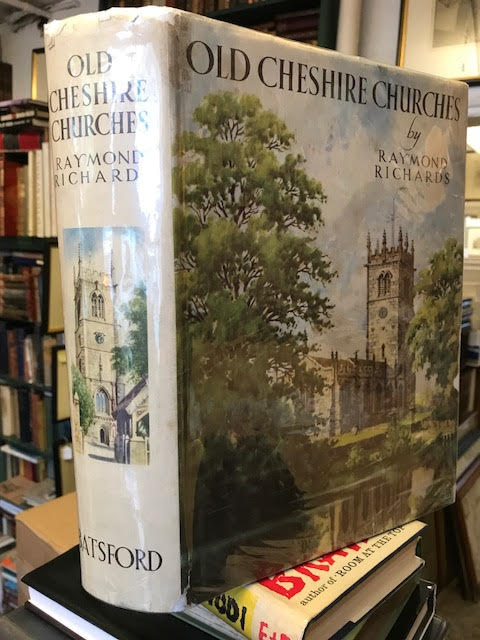 OLD
CHESHIRE
CHURCHES
RAYMOND
RICHARDS
BATSFORD
OLD CHESHIRE CHURCHES
by
RAYMOND
RICHARDS
author of 'ROOM AT THE TOP